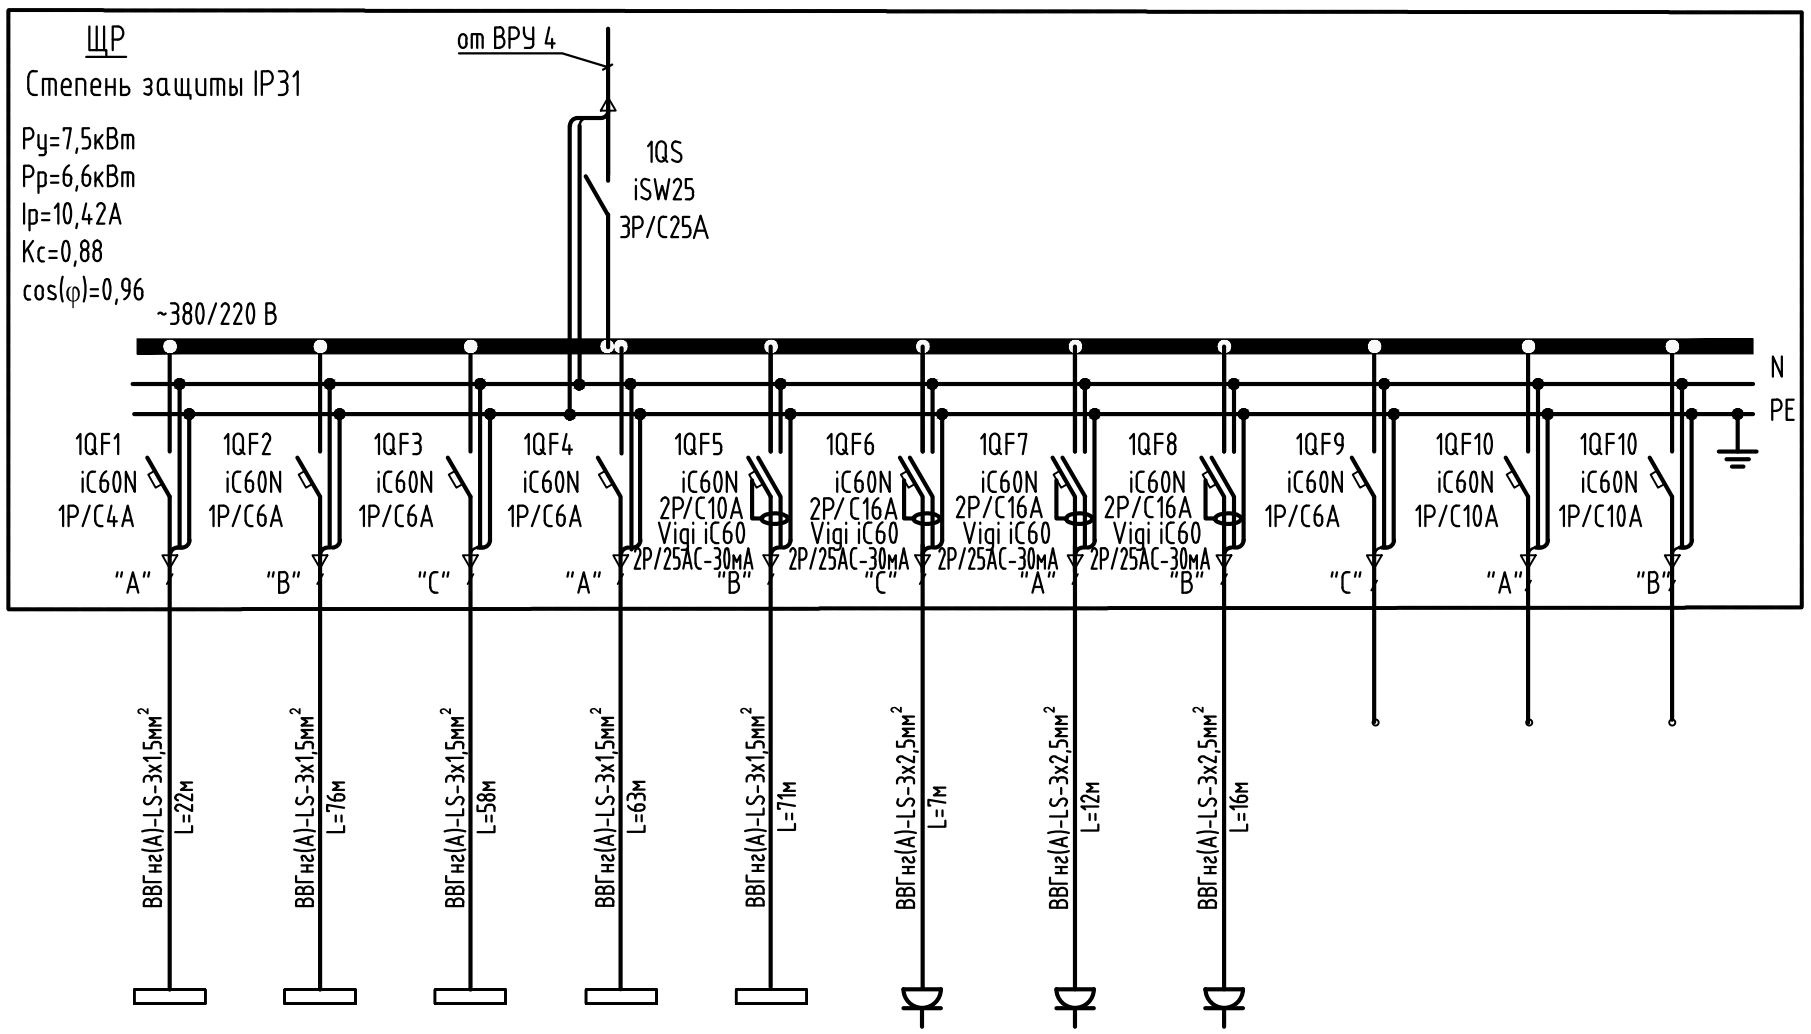 ЩР
Степень защиты IP31
Ру=7,5кВт
Рр=6,6кВт
Iр=10,42А
Кс=0,88
cos(φ)=0,96
~380/220 В
от ВРУ 4
1QS
iSW25
3P/C25A
N
PE
1QF1
iC60N
1P/C4A
"A"
1QF2
iC60N
1P/C6A
"B"
1QF3
iC60N
1P/C6A
"C"
1QF4
iC60N
1P/C6A
"A"
1QF5
iC60N
2P/C10A
Vigi iC60
2P/25AC-30мА
"B"
1QF6
iC60N
2P/C16A
Vigi iC60
2P/25AC-30мА
"C"
1QF7
iC60N
2P/C16A
Vigi iC60
2P/25AC-30мА
"A"
1QF8
iC60N
2P/C16A
Vigi iC60
2P/25AC-30мА
"B"
1QF9
iC60N
1P/C6A
"C"
1QF10
iC60N
1P/C10A
"A"
1QF10
iC60N
1P/C10A
"B"
ВВГнг(А)-LS-3х1,5мм²
L=22м
ВВГнг(А)-LS-3х1,5мм²
L=76м
ВВГнг(А)-LS-3х1,5мм²
L=58м
ВВГнг(А)-LS-3х1,5мм²
L=63м
ВВГнг(А)-LS-3х1,5мм²
L=71м
ВВГнг(А)-LS-3х2,5мм²
L=7м
ВВГнг(А)-LS-3х2,5мм²
L=12м
ВВГнг(А)-LS-3х2,5мм²
L=16м